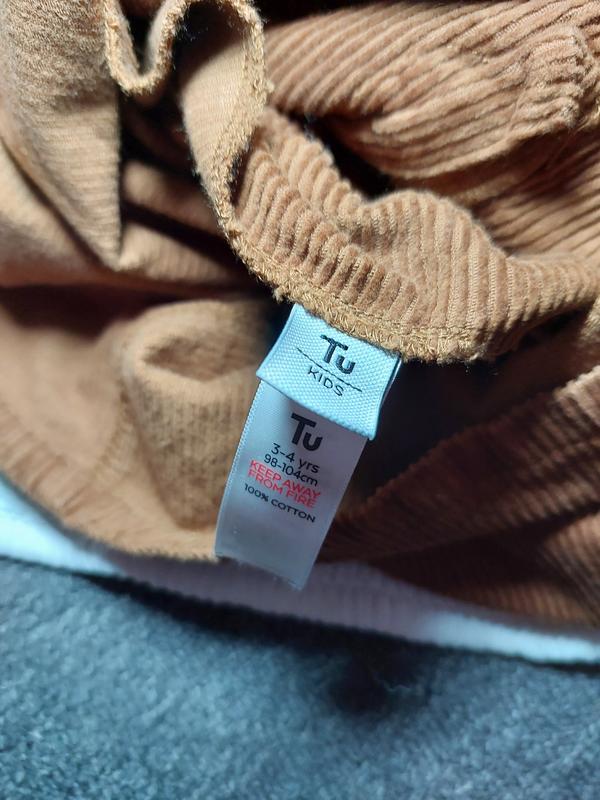 Tu
KIDS
Tu
3-4 yrs
98-104cm
KEEP AWAY
FROM FIRE
100% COTTON